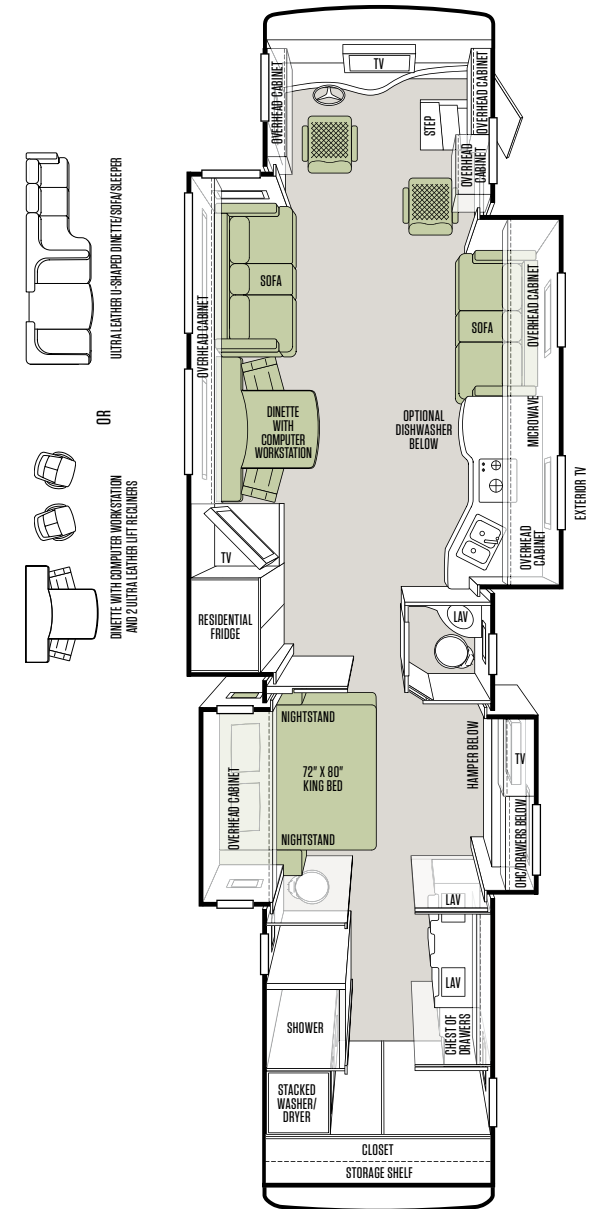 TV
OVERHEAD CABINET
OVERHEAD CABINET
STEP
OVERHEAD
CABINET
ULTRA LEATHER U-SHAPED DINETTE/SOFA/SLEEPER
OR
DINETTE WITH COMPUTER WORKSTATION
AND 2 ULTRA LEATHER LIFT RECLINERS
OVERHEAD CABINET
SOFA
SOFA
OVERHEAD CABINET
DINETTE
WITH
COMPUTER
WORKSTATION
OPTIONAL
DISHWASHER
BELOW
MICROWAVE
EXTERIOR TV
OVERHEAD
CABINET
TV
RESIDENTIAL
FRIDGE
LAV
NIGHTSTAND
72" X 80"
KING BED
NIGHTSTAND
OVERHEAD CABINET
HAMPER BELOW
TV
OHC/DRAWERS BELOW
LAV
LAV
CHEST OF
DRAWERS
SHOWER
STACKED
WASHER/
DRYER
CLOSET
STORAGE SHELF